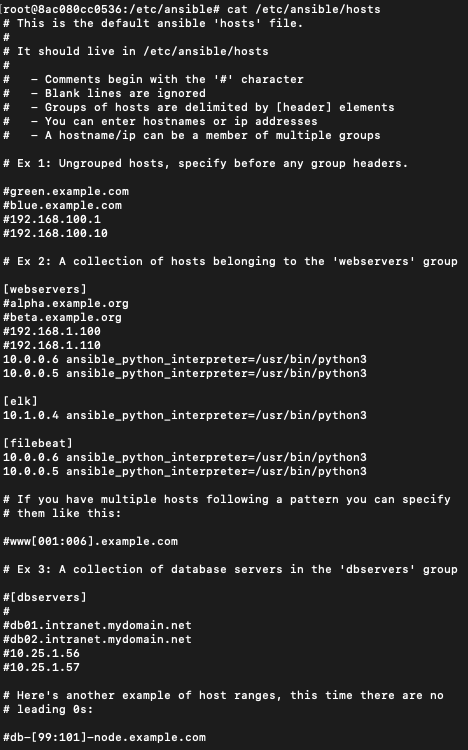 [root@8ac080cc0536:/etc/ansible# cat /etc/ansible/hosts
# This is the default ansible 'hosts' file.
#
# It should live in /etc/ansible/hosts
#
#   - Comments begin with the '#' character
#   - Blank lines are ignored
#   - Groups of hosts are delimited by [header] elements
#   - You can enter hostnames or ip addresses
#   - A hostname/ip can be a member of multiple groups
# Ex 1: Ungrouped hosts, specify before any group headers.
#green.example.com
#blue.example.com
#192.168.100.1
#192.168.100.10
# Ex 2: A collection of hosts belonging to the 'webservers' group
[webservers]
#alpha.example.org
#beta.example.org
#192.168.1.100
#192.168.1.110
10.0.0.6 ansible_python_interpreter=/usr/bin/python3
10.0.0.5 ansible_python_interpreter=/usr/bin/python3
[elk]
10.1.0.4 ansible_python_interpreter=/usr/bin/python3
[filebeat]
10.0.0.6 ansible_python_interpreter=/usr/bin/python3
10.0.0.5 ansible_python_interpreter=/usr/bin/python3
# If you have multiple hosts following a pattern you can specify
# them like this:
#www[001:006].example.com
# Ex 3: A collection of database servers in the 'dbservers' group
#[dbservers]
#
#db01.intranet.mydomain.net
#db02.intranet.mydomain.net
#10.25.1.56
#10.25.1.57
# Here's another example of host ranges, this time there are no
# leading 0s:
#db-[99:101]-node.example.com